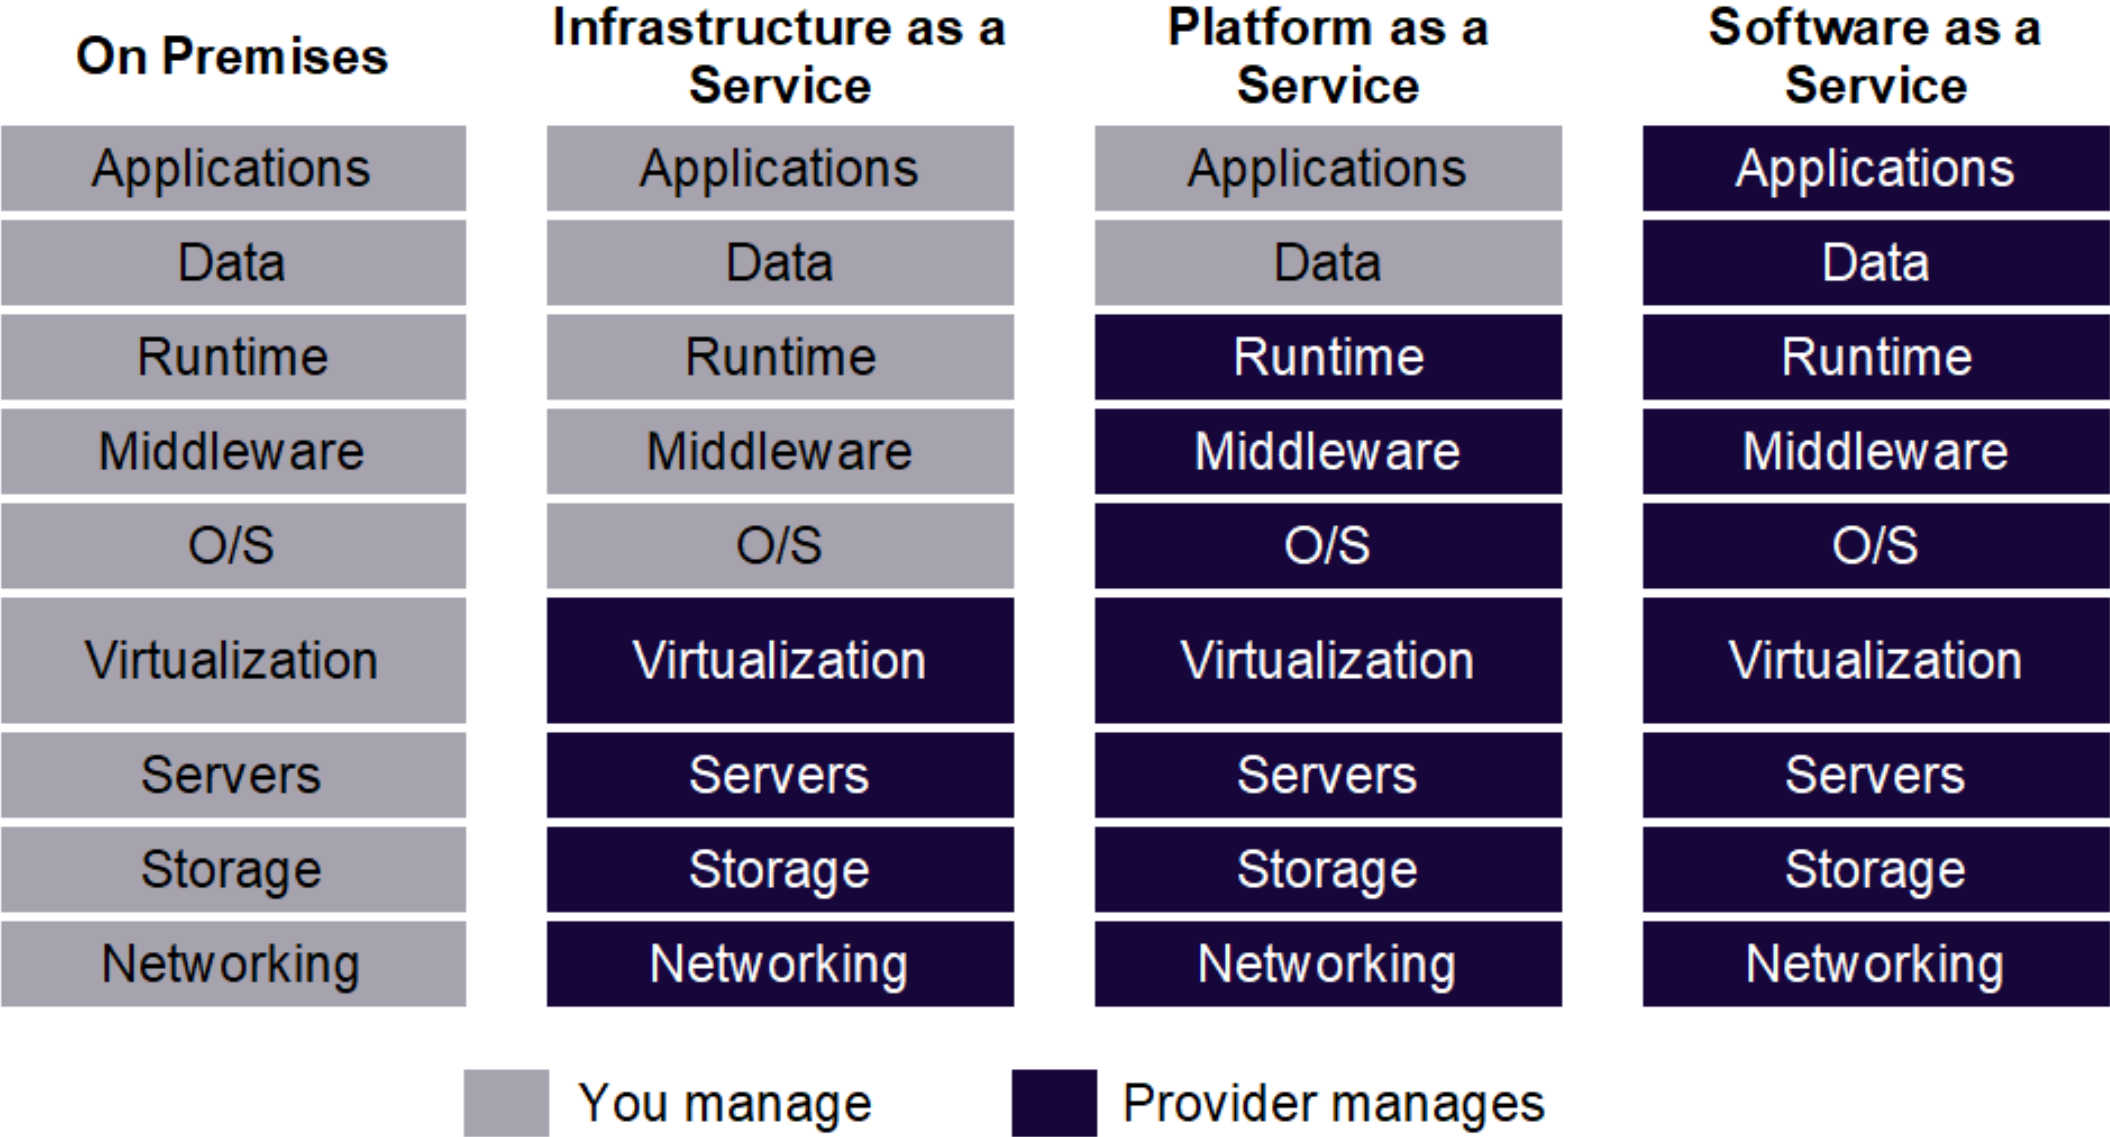 On Premises
Applications
Data
Runtime
Middleware
O/S
Virtualization
Servers
Storage
Networking
Infrastructure as a
Service
Applications
Data
Runtime
Middleware
O/S
Virtualization
Servers
Storage
Networking
Platform as a
Service
Applications
Data
Runtime
Middleware
O/S
Virtualization
Servers
Storage
Networking
Software as a
Service
Applications
Data
Runtime
Middleware
O/S
Virtualization
Servers
Storage
Networking
You manage
Provider manages